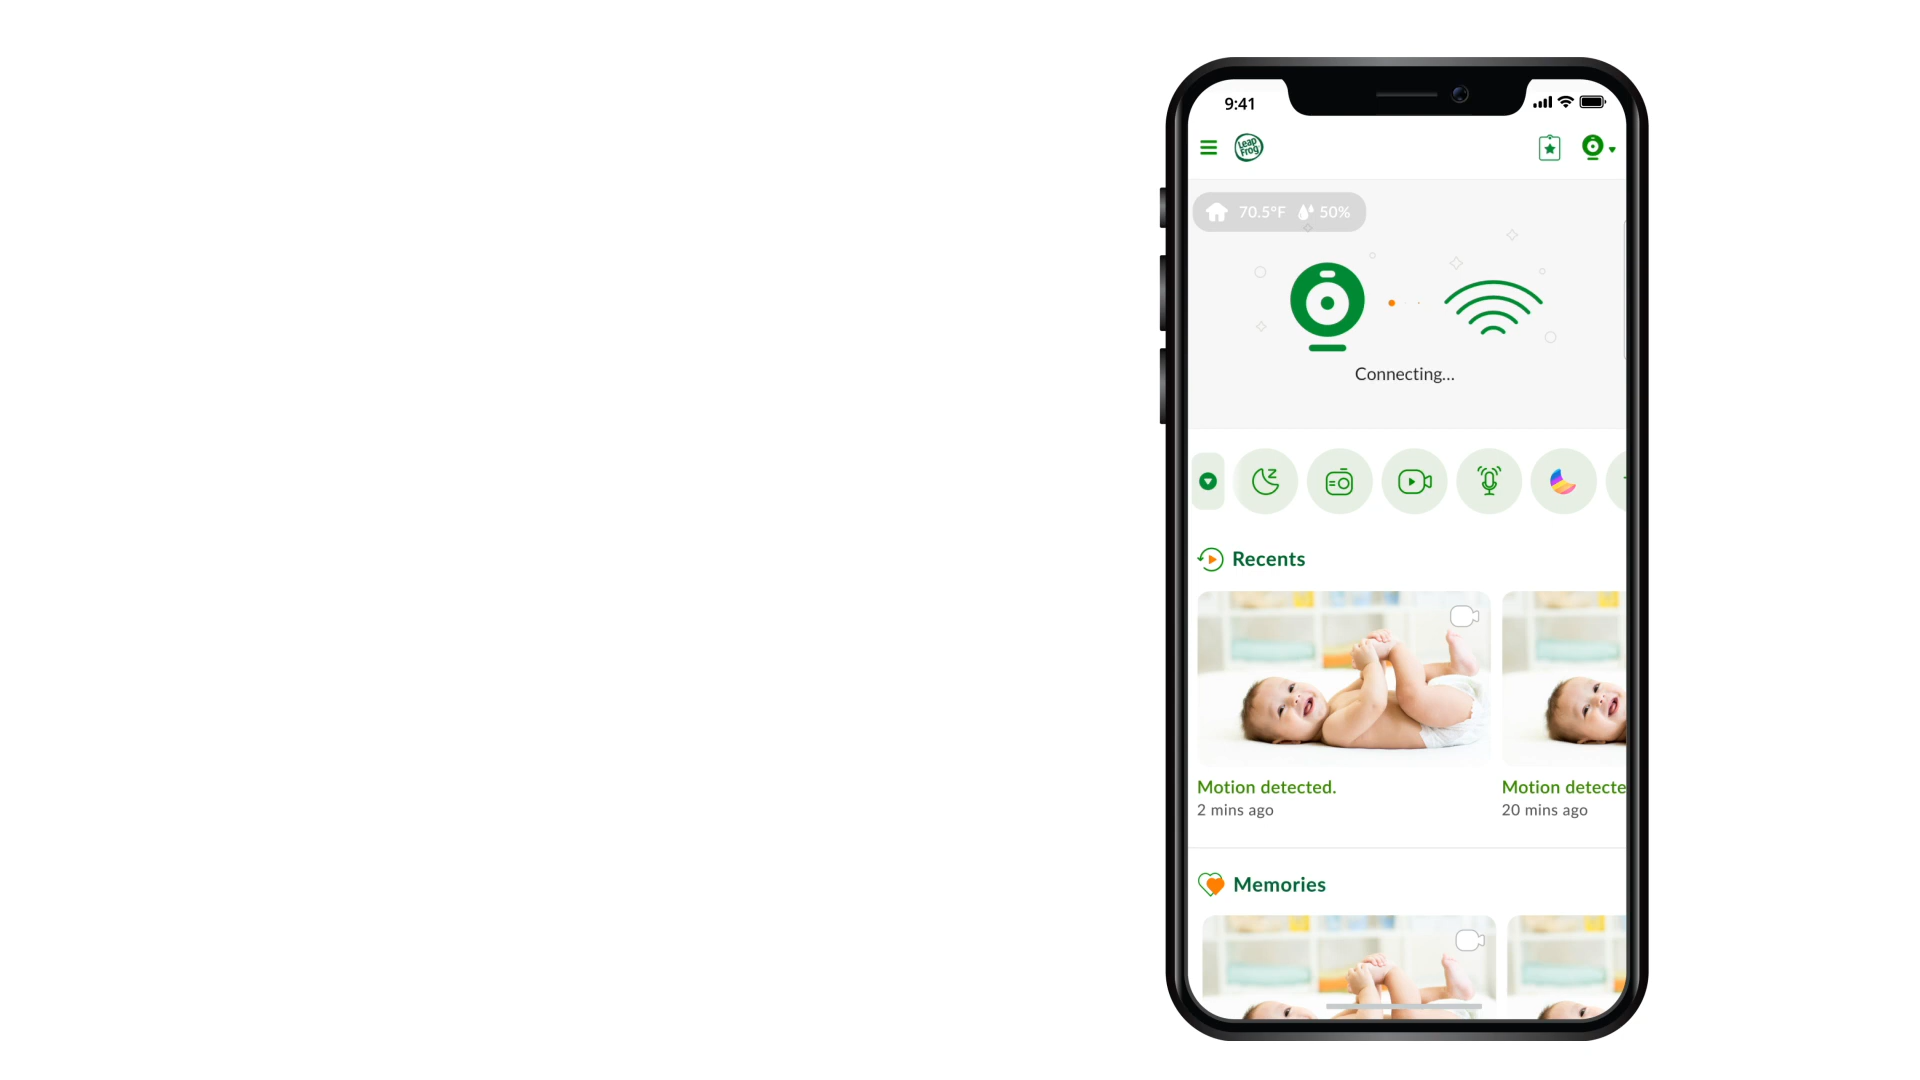 9:41
Leap
Frog
70.5°F 50%
Connecting...
Recents
Motion detected.
2 mins ago
Motion detecte
20 mins ago
Memories